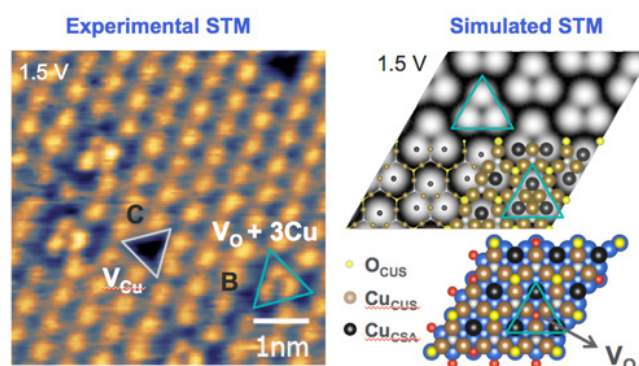 Experimental STM
Simulated STM
1.5 V
C
V_Cu
V_O + 3Cu
B
1nm
1.5 V
O_CUS
Cu_CUS
Cu_CSA
V_O